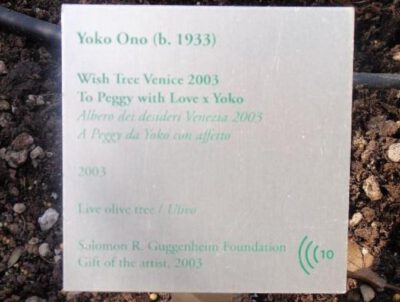 Yoko Ono (b. 1933)
Wish Tree Venice 2003
To Peggy with Love x Yoko
Albero dei desideri Venezia 2003
A Peggy da Yoko con affetto
2003
Live olive tree / Ulivo
Salomon R. Guggenheim Foundation
Gift of the artist, 2003
10